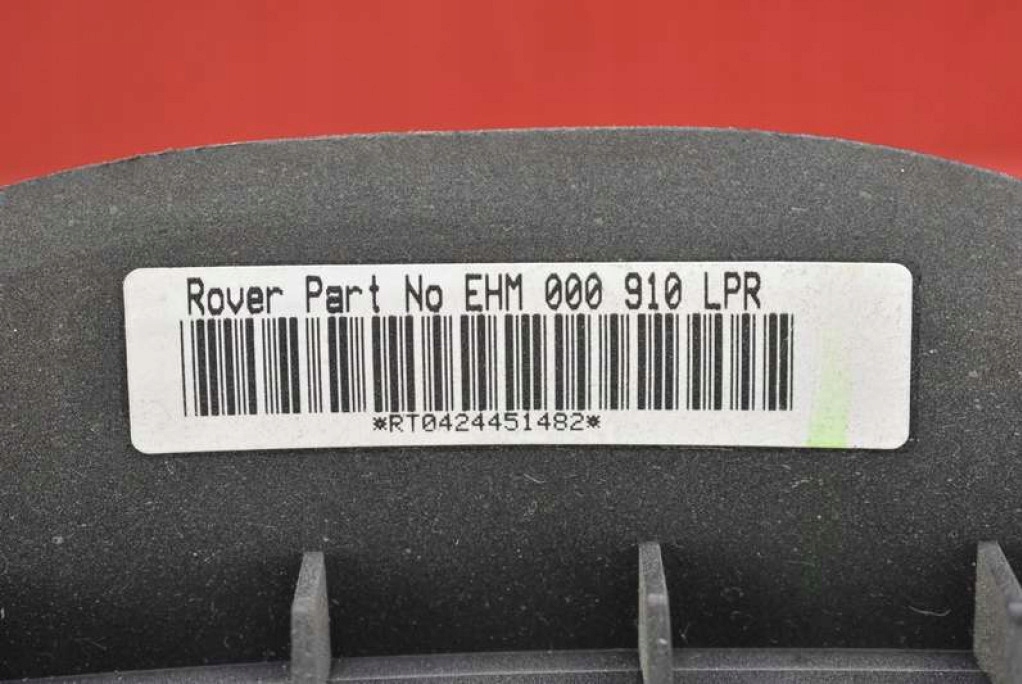 Rover Part No EHM 000 910 LPR
*RT0424451482*